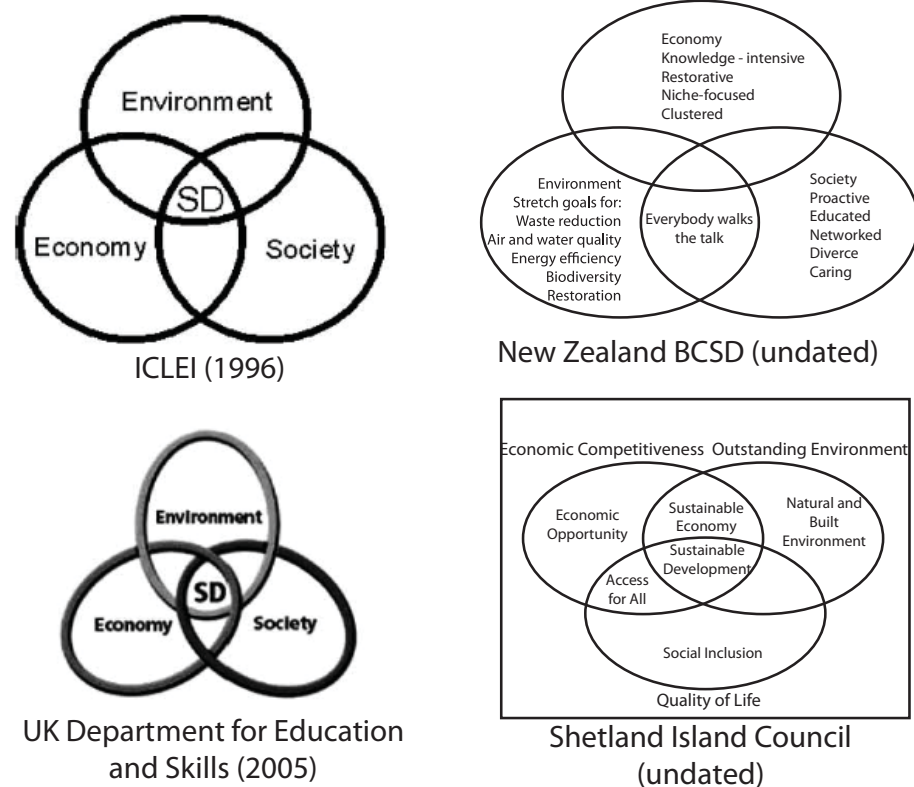 Environment
SD
Economy
Society
ICLEI (1996)
Economy
Knowledge - intensive
Restorative
Niche-focused
Clustered
Environment
Stretch goals for:
Waste reduction
Air and water quality
Energy efficiency
Biodiversity
Restoration
Everybody walks
the talk
Society
Proactive
Educated
Networked
Diverce
Caring
New Zealand BCSD (undated)
Environment
SD
Economy
Society
UK Department for Education
and Skills (2005)
Economic Competitiveness
Outstanding Environment
Economic
Opportunity
Sustainable
Economy
Natural and
Built
Environment
Sustainable
Development
Access
for All
Social Inclusion
Quality of Life
Shetland Island Council
(undated)